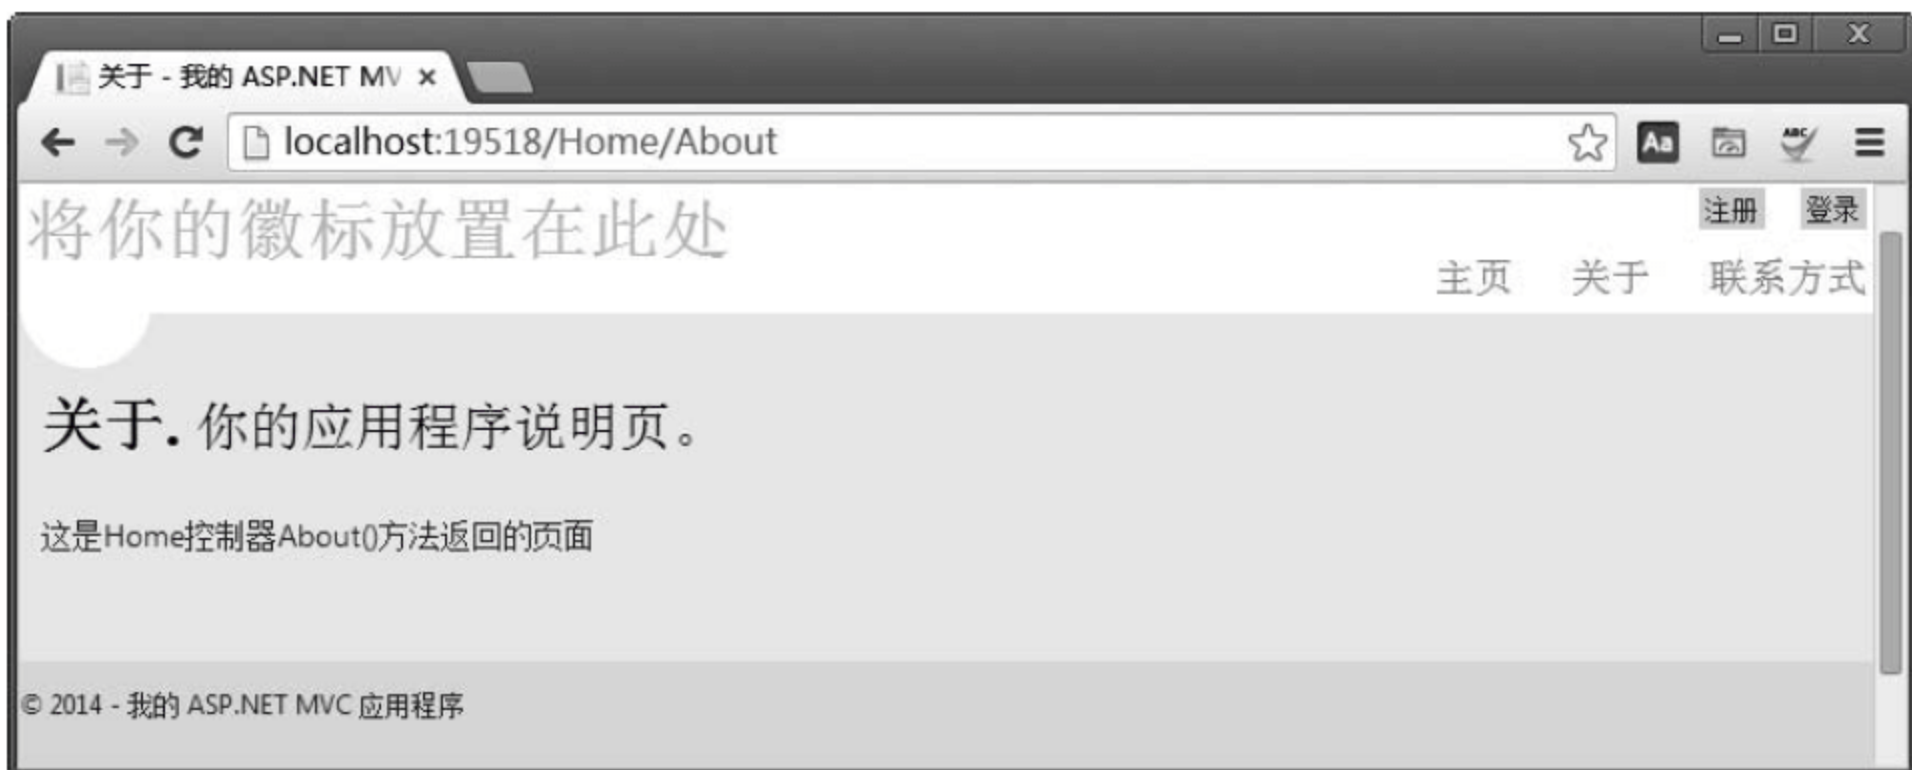 关于 - 我的 ASP.NET MV
localhost:19518/Home/About
Aa
ABC
将你的徽标放置在此处
注册 登录
主页 关于 联系方式
关于. 你的应用程序说明页。
这是Home控制器About()方法返回的页面
© 2014 - 我的 ASP.NET MVC 应用程序